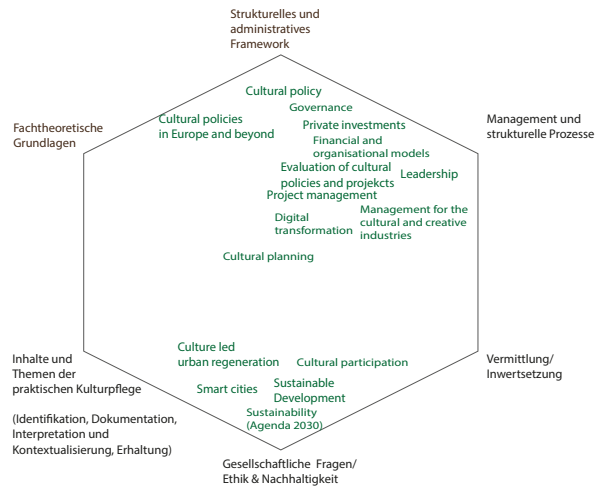 Strukturelles und
administratives
Framework
Cultural policy
Governance
Cultural policies
in Europe and beyond
Private investments
Fachtheoretische
Grundlagen
Management und
strukturelle Prozesse
Financial and
organisational models
Evaluation of cultural
policies and projekcts
Leadership
Project management
Digital
transformation
Management for the
cultural and creative
industries
Cultural planning
Culture led
urban regeneration
Cultural participation
Inhalte und
Themen der
praktischen Kulturpflege
(Identifikation, Dokumentation,
Interpretation und
Kontextualisierung, Erhaltung)
Vermittlung/
Inwertsetzung
Smart cities
Sustainable
Development
Sustainability
(Agenda 2030)
Gesellschaftliche Fragen/
Ethik & Nachhaltigkeit